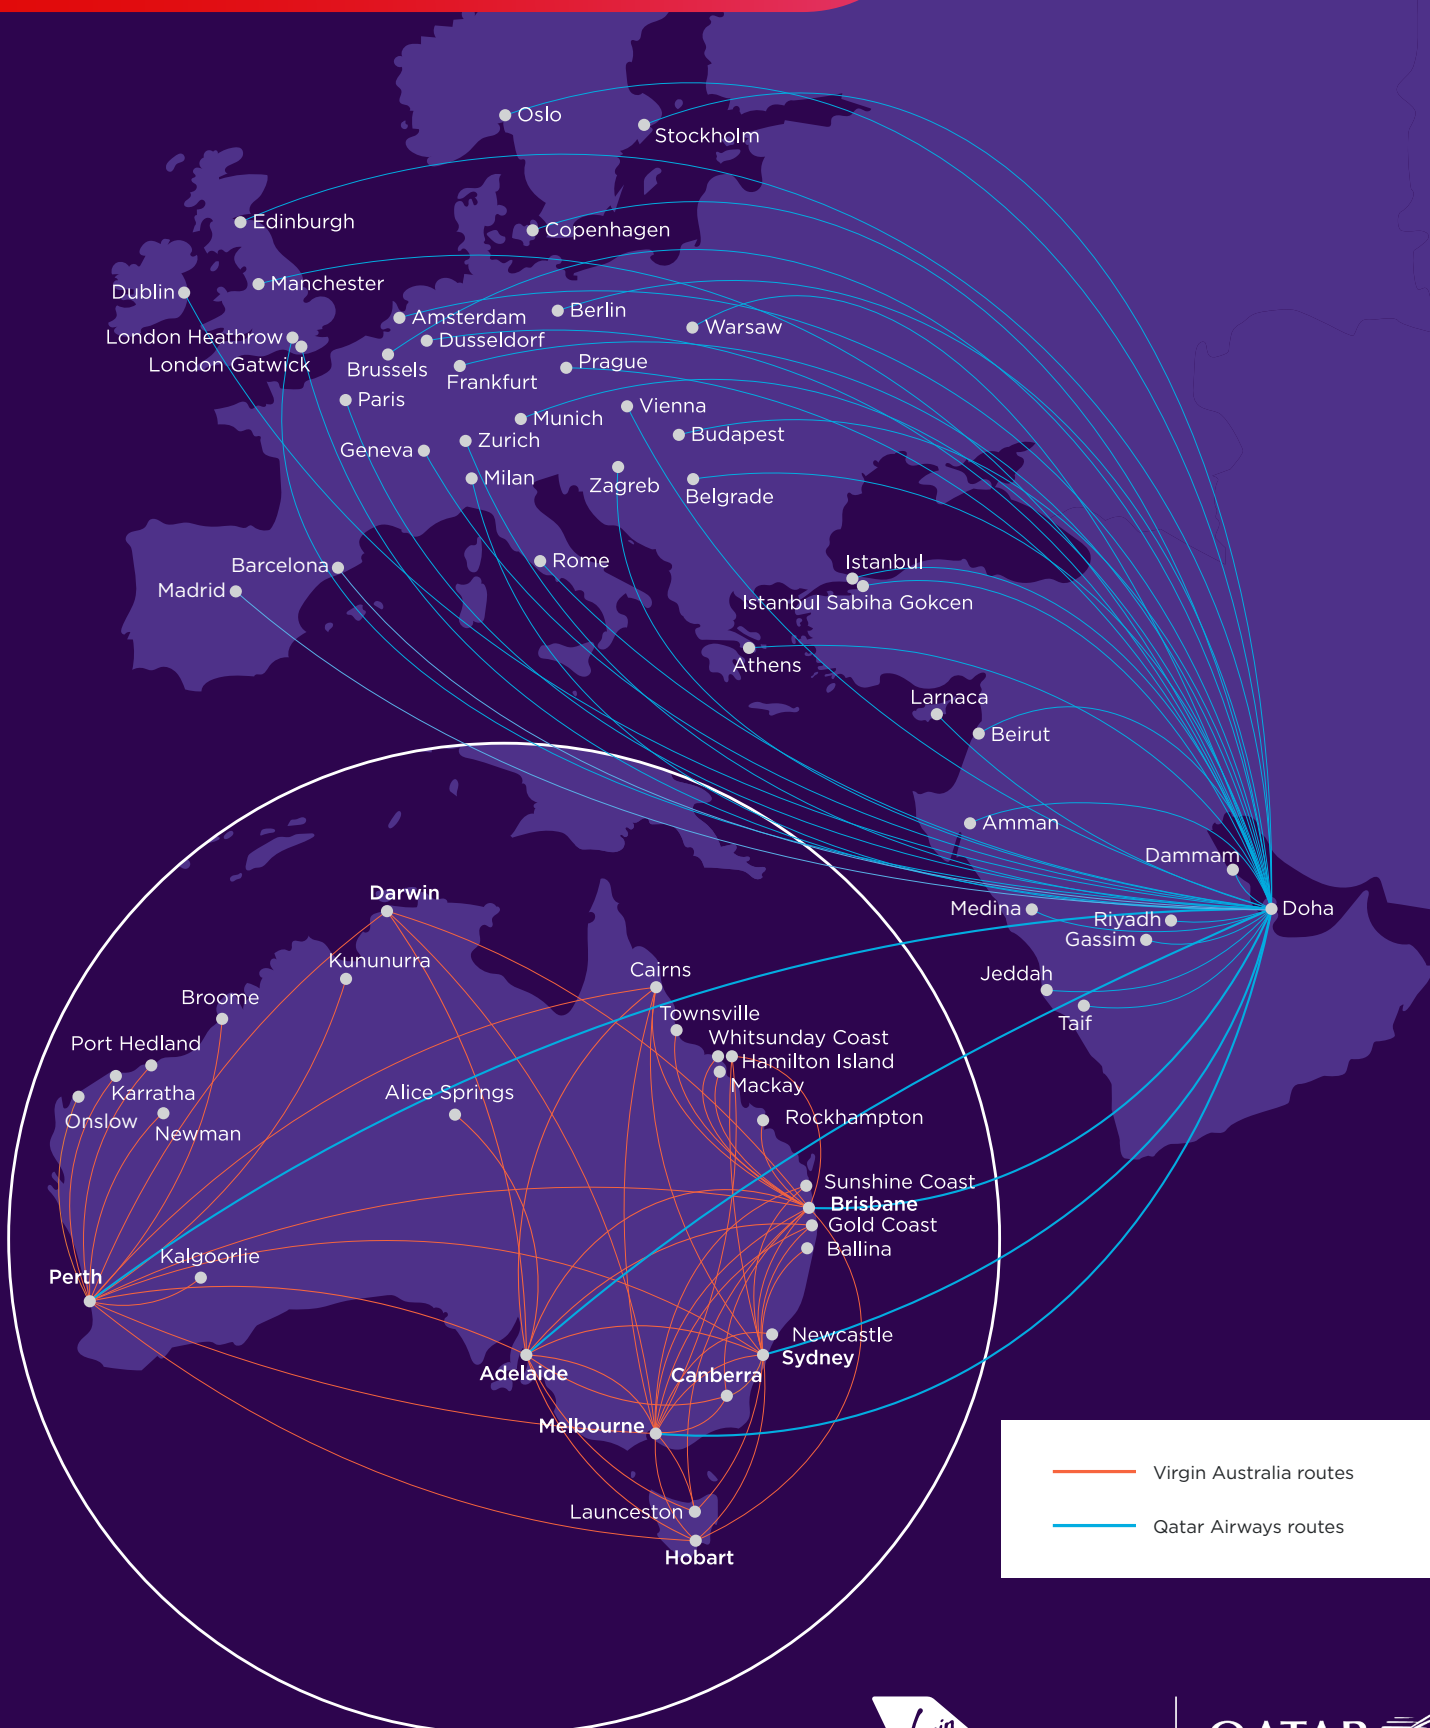 Oslo
Stockholm
Edinburgh
Copenhagen
Manchester
Dublin
Amsterdam
Berlin
London Heathrow
Dusseldorf
Warsaw
London Gatwick
Brussels
Frankfurt
Prague
Paris
Munich
Vienna
Geneva
Zurich
Budapest
Milan
Zagreb
Belgrade
Barcelona
Rome
Istanbul
Madrid
Istanbul Sabiha Gokcen
Athens
Larnaca
Beirut
Amman
Dammam
Medina
Riyadh
Doha
Gassim
Jeddah
Taif
Darwin
Kununurra
Cairns
Broome
Townsville
Port Hedland
Whitsunday Coast
Hamilton Island
Karratha
Alice Springs
Mackay
Onslow
Newman
Rockhampton
Sunshine Coast
Brisbane
Gold Coast
Ballina
Kalgoorlie
Perth
Newcastle
Sydney
Adelaide
Canberra
Melbourne
Launceston
Hobart
Virgin Australia routes
Qatar Airways routes
QATAR